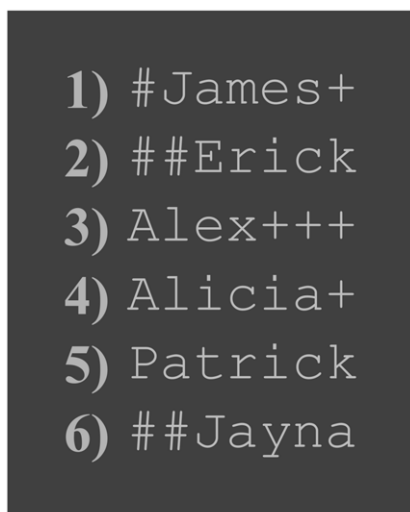 1) #James+
2) ##Erick
3) Alex+++
4) Alicia+
5) Patrick
6) ##Jayna